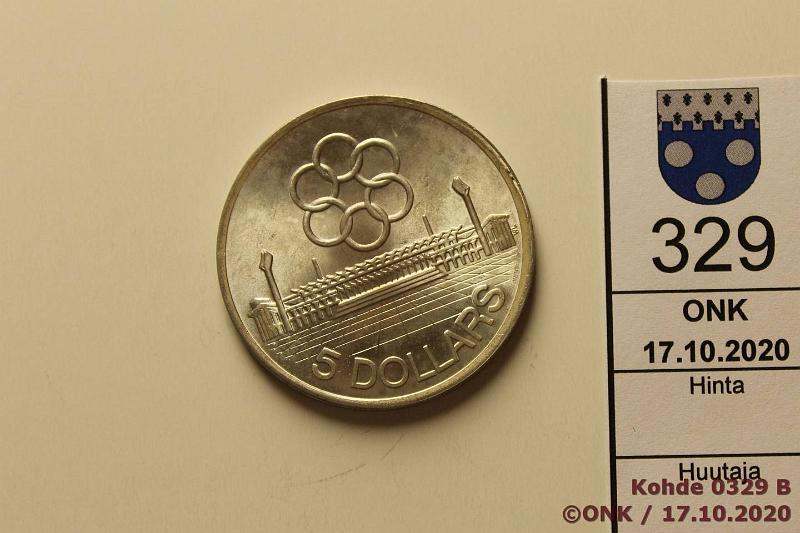 5 DOLLARS
329
ONK
17.10.2020
Hinta
Huutaja
Kohde 0329 B
©ONK / 17.10.2020